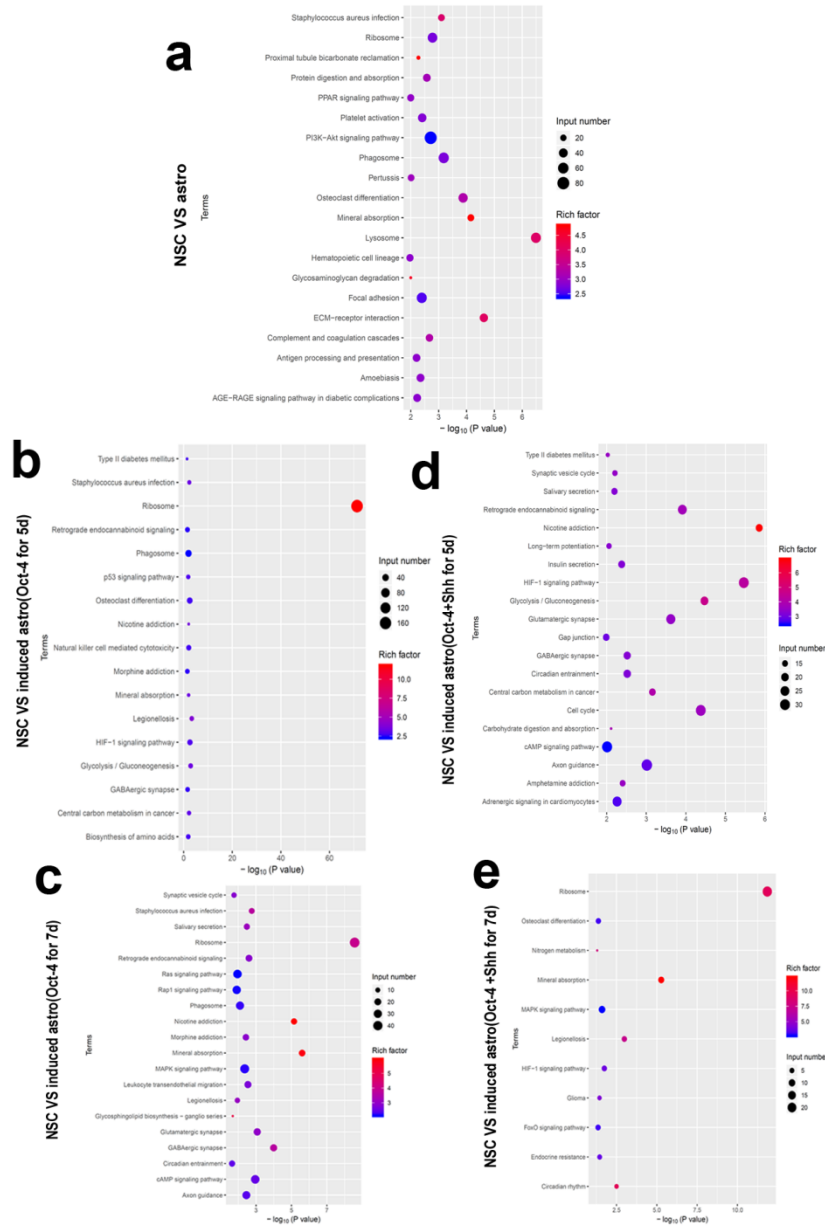 a
NSC VS astro
Terms
Staphylococcus aureus infection
Ribosome
Proximal tubule bicarbonate reclamation
Protein digestion and absorption
PPAR signaling pathway
Platelet activation
PI3K−Akt signaling pathway
Phagosome
Pertussis
Osteoclast differentiation
Mineral absorption
Lysosome
Hematopoietic cell lineage
Glycosaminoglycan degradation
Focal adhesion
ECM−receptor interaction
Complement and coagulation cascades
Antigen processing and presentation
Amoebiasis
AGE−RAGE signaling pathway in diabetic complications
2 3 4 5 6
− log10 (P value)
Input number
20
40
60
80
Rich factor
4.5
4.0
3.5
3.0
2.5
b
NSC VS induced astro(Oct-4 for 5d)
Terms
Type II diabetes mellitus
Staphylococcus aureus infection
Ribosome
Retrograde endocannabinoid signaling
Phagosome
p53 signaling pathway
Osteoclast differentiation
Nicotine addiction
Natural killer cell mediated cytotoxicity
Morphine addiction
Mineral absorption
Legionellosis
HIF−1 signaling pathway
Glycolysis / Gluconeogenesis
GABAergic synapse
Central carbon metabolism in cancer
Biosynthesis of amino acids
0 20 40 60
− log10 (P value)
Input number
40
80
120
160
Rich factor
10.0
7.5
5.0
2.5
d
NSC VS induced astro(Oct-4+Shh for 5d)
Terms
Type II diabetes mellitus
Synaptic vesicle cycle
Salivary secretion
Retrograde endocannabinoid signaling
Nicotine addiction
Long−term potentiation
Insulin secretion
HIF−1 signaling pathway
Glycolysis / Gluconeogenesis
Glutamatergic synapse
Gap junction
GABAergic synapse
Circadian entrainment
Central carbon metabolism in cancer
Cell cycle
Carbohydrate digestion and absorption
cAMP signaling pathway
Axon guidance
Amphetamine addiction
Adrenergic signaling in cardiomyocytes
2 3 4 5 6
− log10 (P value)
Rich factor
6
5
4
3
Input number
15
20
25
30
c
NSC VS induced astro(Oct-4 for 7d)
Terms
Synaptic vesicle cycle
Staphylococcus aureus infection
Salivary secretion
Ribosome
Retrograde endocannabinoid signaling
Ras signaling pathway
Rap1 signaling pathway
Phagosome
Nicotine addiction
Morphine addiction
Mineral absorption
MAPK signaling pathway
Leukocyte transendothelial migration
Legionellosis
Glycosphingolipid biosynthesis − ganglio series
Glutamatergic synapse
GABAergic synapse
Circadian entrainment
cAMP signaling pathway
Axon guidance
3 5 7
− log10 (P value)
Input number
10
20
30
40
Rich factor
5
4
3
e
NSC VS induced astro(Oct-4 +Shh for 7d)
Terms
Ribosome
Osteoclast differentiation
Nitrogen metabolism
Mineral absorption
MAPK signaling pathway
Legionellosis
HIF−1 signaling pathway
Glioma
FoxO signaling pathway
Endocrine resistance
Circadian rhythm
2.5 5.0 7.5 10.0
− log10 (P value)
Rich factor
10.0
7.5
5.0
Input number
5
10
15
20